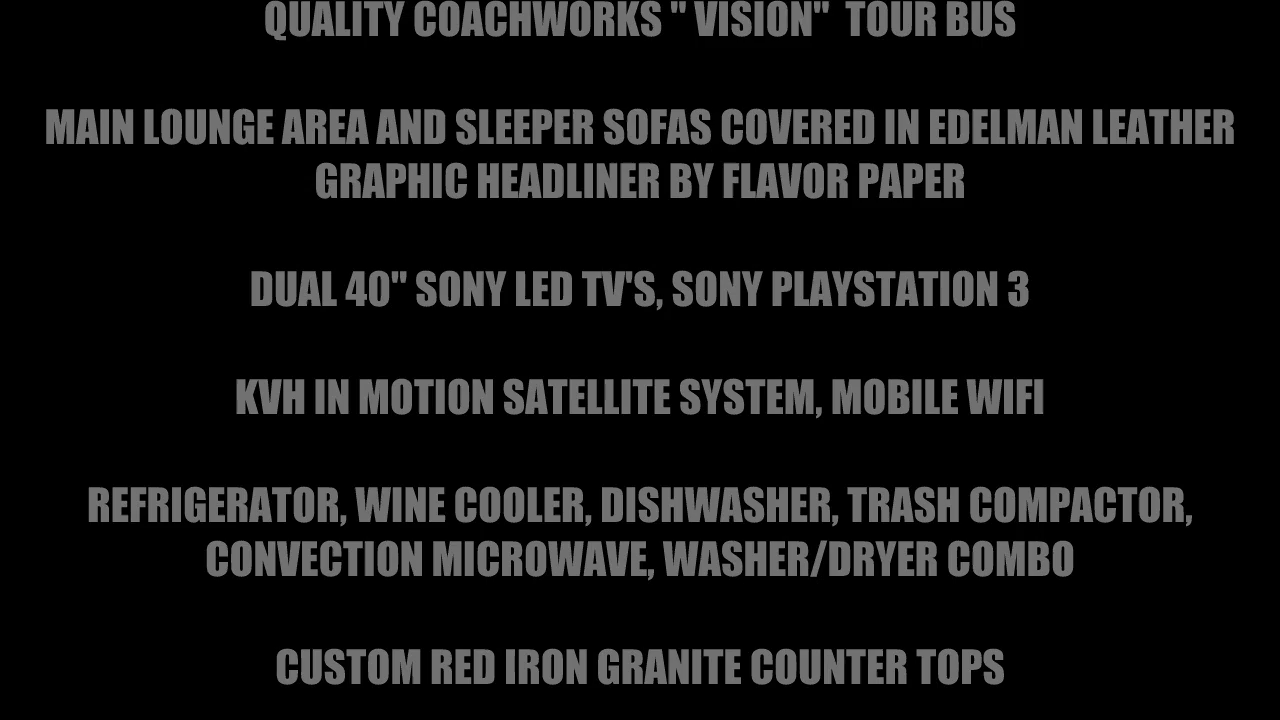 QUALITY COACHWORKS " VISION"  TOUR BUS
MAIN LOUNGE AREA AND SLEEPER SOFAS COVERED IN EDELMAN LEATHER
GRAPHIC HEADLINER BY FLAVOR PAPER
DUAL 40" SONY LED TV'S, SONY PLAYSTATION 3
KVH IN MOTION SATELLITE SYSTEM, MOBILE WIFI
REFRIGERATOR, WINE COOLER, DISHWASHER, TRASH COMPACTOR,
CONVECTION MICROWAVE, WASHER/DRYER COMBO
CUSTOM RED IRON GRANITE COUNTER TOPS